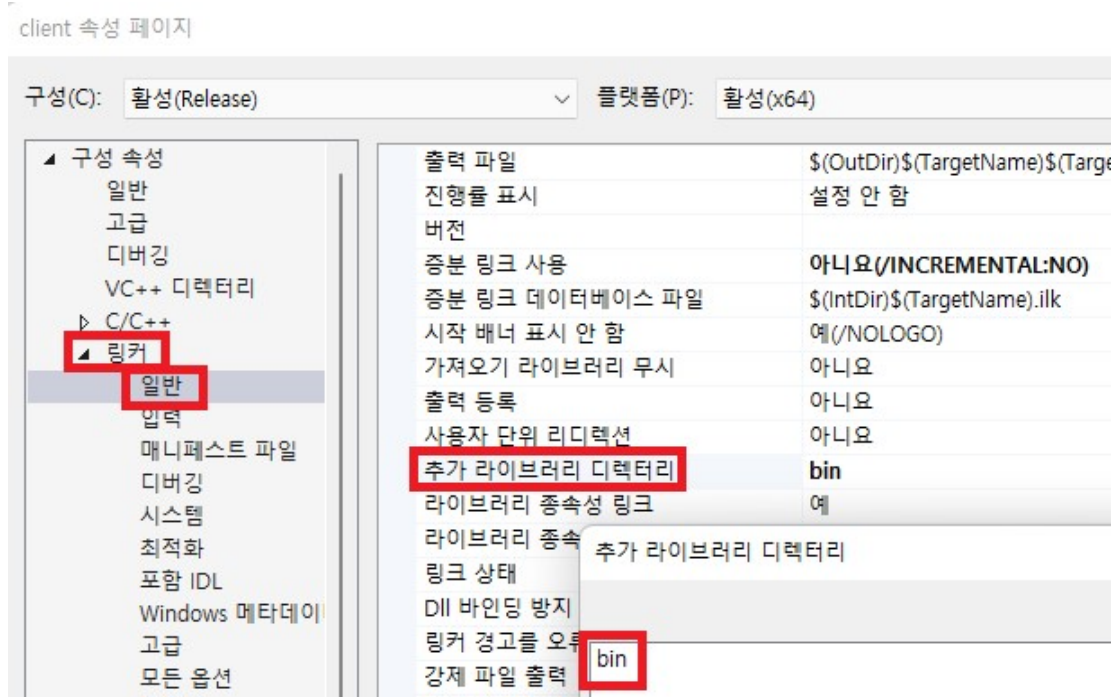 client 속성 페이지
구성(C): 활성(Release) 플랫폼(P): 활성(x64)
구성 속성
일반
고급
디버깅
VC++ 디렉터리
C/C++
링커
일반
입력
매니페스트 파일
디버깅
시스템
최적화
포함 IDL
Windows 메타데이
고급
모든 옵션
출력 파일 $(OutDir)$(TargetName)$(Targe
진행률 표시 설정 안 함
버전
증분 링크 사용 아니요(/INCREMENTAL:NO)
증분 링크 데이터베이스 파일 $(IntDir)$(TargetName).ilk
시작 배너 표시 안 함 예(/NOLOGO)
가져오기 라이브러리 무시 아니요
출력 등록 아니요
사용자 단위 리디렉션 아니요
추가 라이브러리 디렉터리 bin
라이브러리 종속성 링크 예
라이브러리 종속
링크 상태
Dll 바인딩 방지
링커 경고를 오류
강제 파일 출력
추가 라이브러리 디렉터리
bin